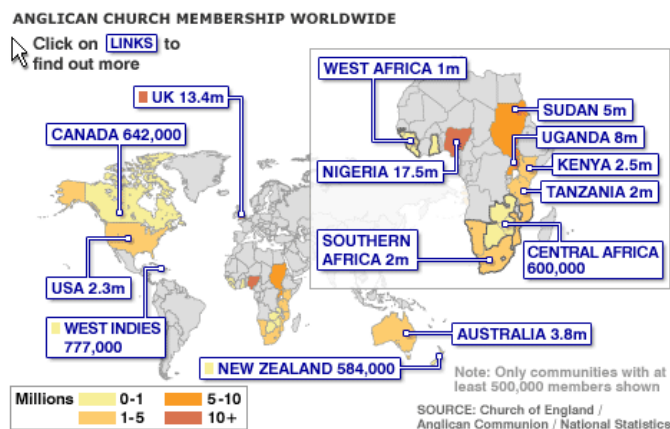 ANGLICAN CHURCH MEMBERSHIP WORLDWIDE
Click on LINKS to
find out more
WEST AFRICA 1m
UK 13.4m
SUDAN 5m
CANADA 642,000
UGANDA 8m
NIGERIA 17.5m
KENYA 2.5m
TANZANIA 2m
SOUTHERN
AFRICA 2m
CENTRAL AFRICA
600,000
USA 2.3m
WEST INDIES
777,000
AUSTRALIA 3.8m
NEW ZEALAND 584,000
Note: Only communities with at
least 500,000 members shown
Millions
0-1
5-10
1-5
10+
SOURCE: Church of England /
Anglican Communion / National Statistics